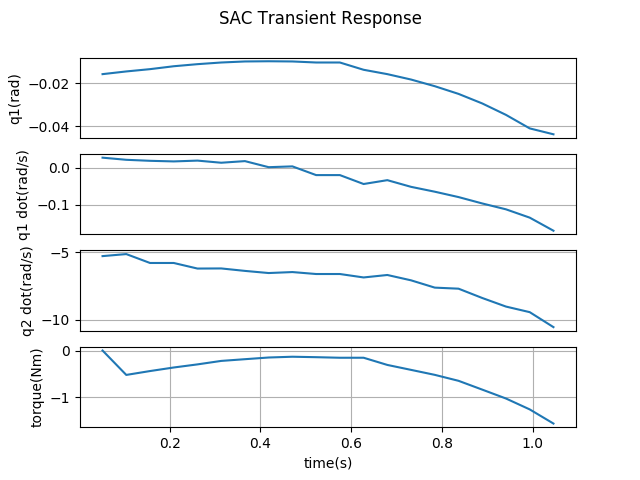 SAC Transient Response
q1(rad)
−0.02
−0.04
q1 dot(rad/s)
0.0
−0.1
q2 dot(rad/s)
−5
−10
torque(Nm)
0
−1
0.2 0.4 0.6 0.8 1.0
time(s)